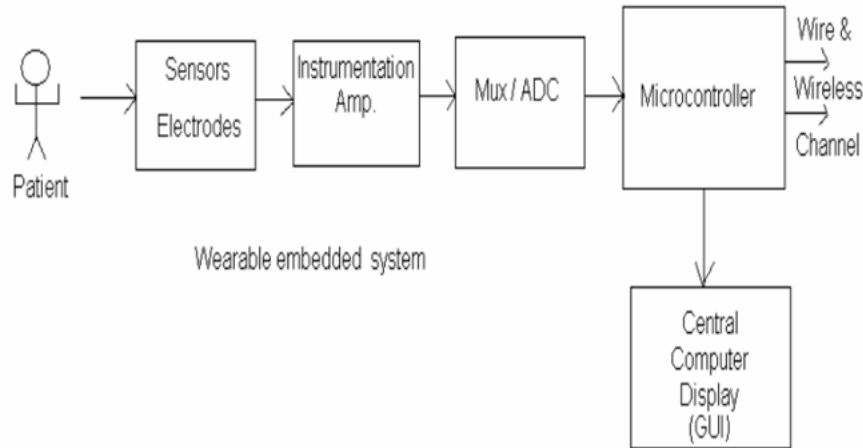 Patient
Sensors
Electrodes
Instrumentation
Amp.
Mux / ADC
Microcontroller
Wire &
Wireless
Channel
Wearable embedded system
Central
Computer
Display
(GUI)